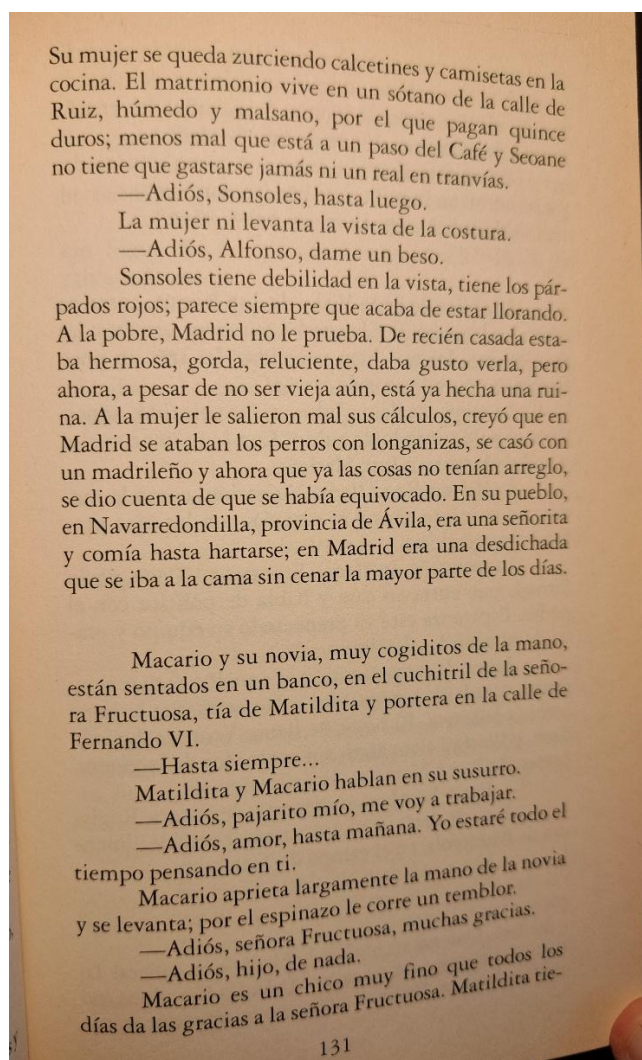 Su mujer se queda zurciendo calcetines y camisetas en la
cocina. El matrimonio vive en un sótano de la calle de
Ruiz, húmedo y malsano, por el que pagan quince
duros; menos mal que está a un paso del Café y Seoane
no tiene que gastarse jamás ni un real en tranvías.
—Adiós, Sonsoles, hasta luego.
La mujer ni levanta la vista de la costura.
—Adiós, Alfonso, dame un beso.
Sonsoles tiene debilidad en la vista, tiene los pár-
pados rojos; parece siempre que acaba de estar llorando.
A la pobre, Madrid no le prueba. De recién casada esta-
ba hermosa, gorda, reluciente, daba gusto verla, pero
ahora, a pesar de no ser vieja aún, está ya hecha una rui-
na. A la mujer le salieron mal sus cálculos, creyó que en
Madrid se ataban los perros con longanizas, se casó con
un madrileño y ahora que ya las cosas no tenían arreglo,
se dio cuenta de que se había equivocado. En su pueblo,
en Navarredondilla, provincia de Ávila, era una señorita
y comía hasta hartarse; en Madrid era una desdichada
que se iba a la cama sin cenar la mayor parte de los días.
Macario y su novia, muy cogiditos de la mano,
están sentados en un banco, en el cuchitril de la seño-
ra Fructuosa, tía de Matildita y portera en la calle de
Fernando VI.
—Hasta siempre...
Matildita y Macario hablan en su susurro.
—Adiós, pajarito mío, me voy a trabajar.
—Adiós, amor, hasta mañana. Yo estaré todo el
tiempo pensando en ti.
Macario aprieta largamente la mano de la novia
y se levanta; por el espinazo le corre un temblor.
—Adiós, señora Fructuosa, muchas gracias.
—Adiós, hijo, de nada.
Macario es un chico muy fino que todos los
días da las gracias a la señora Fructuosa. Matildita tie-
131